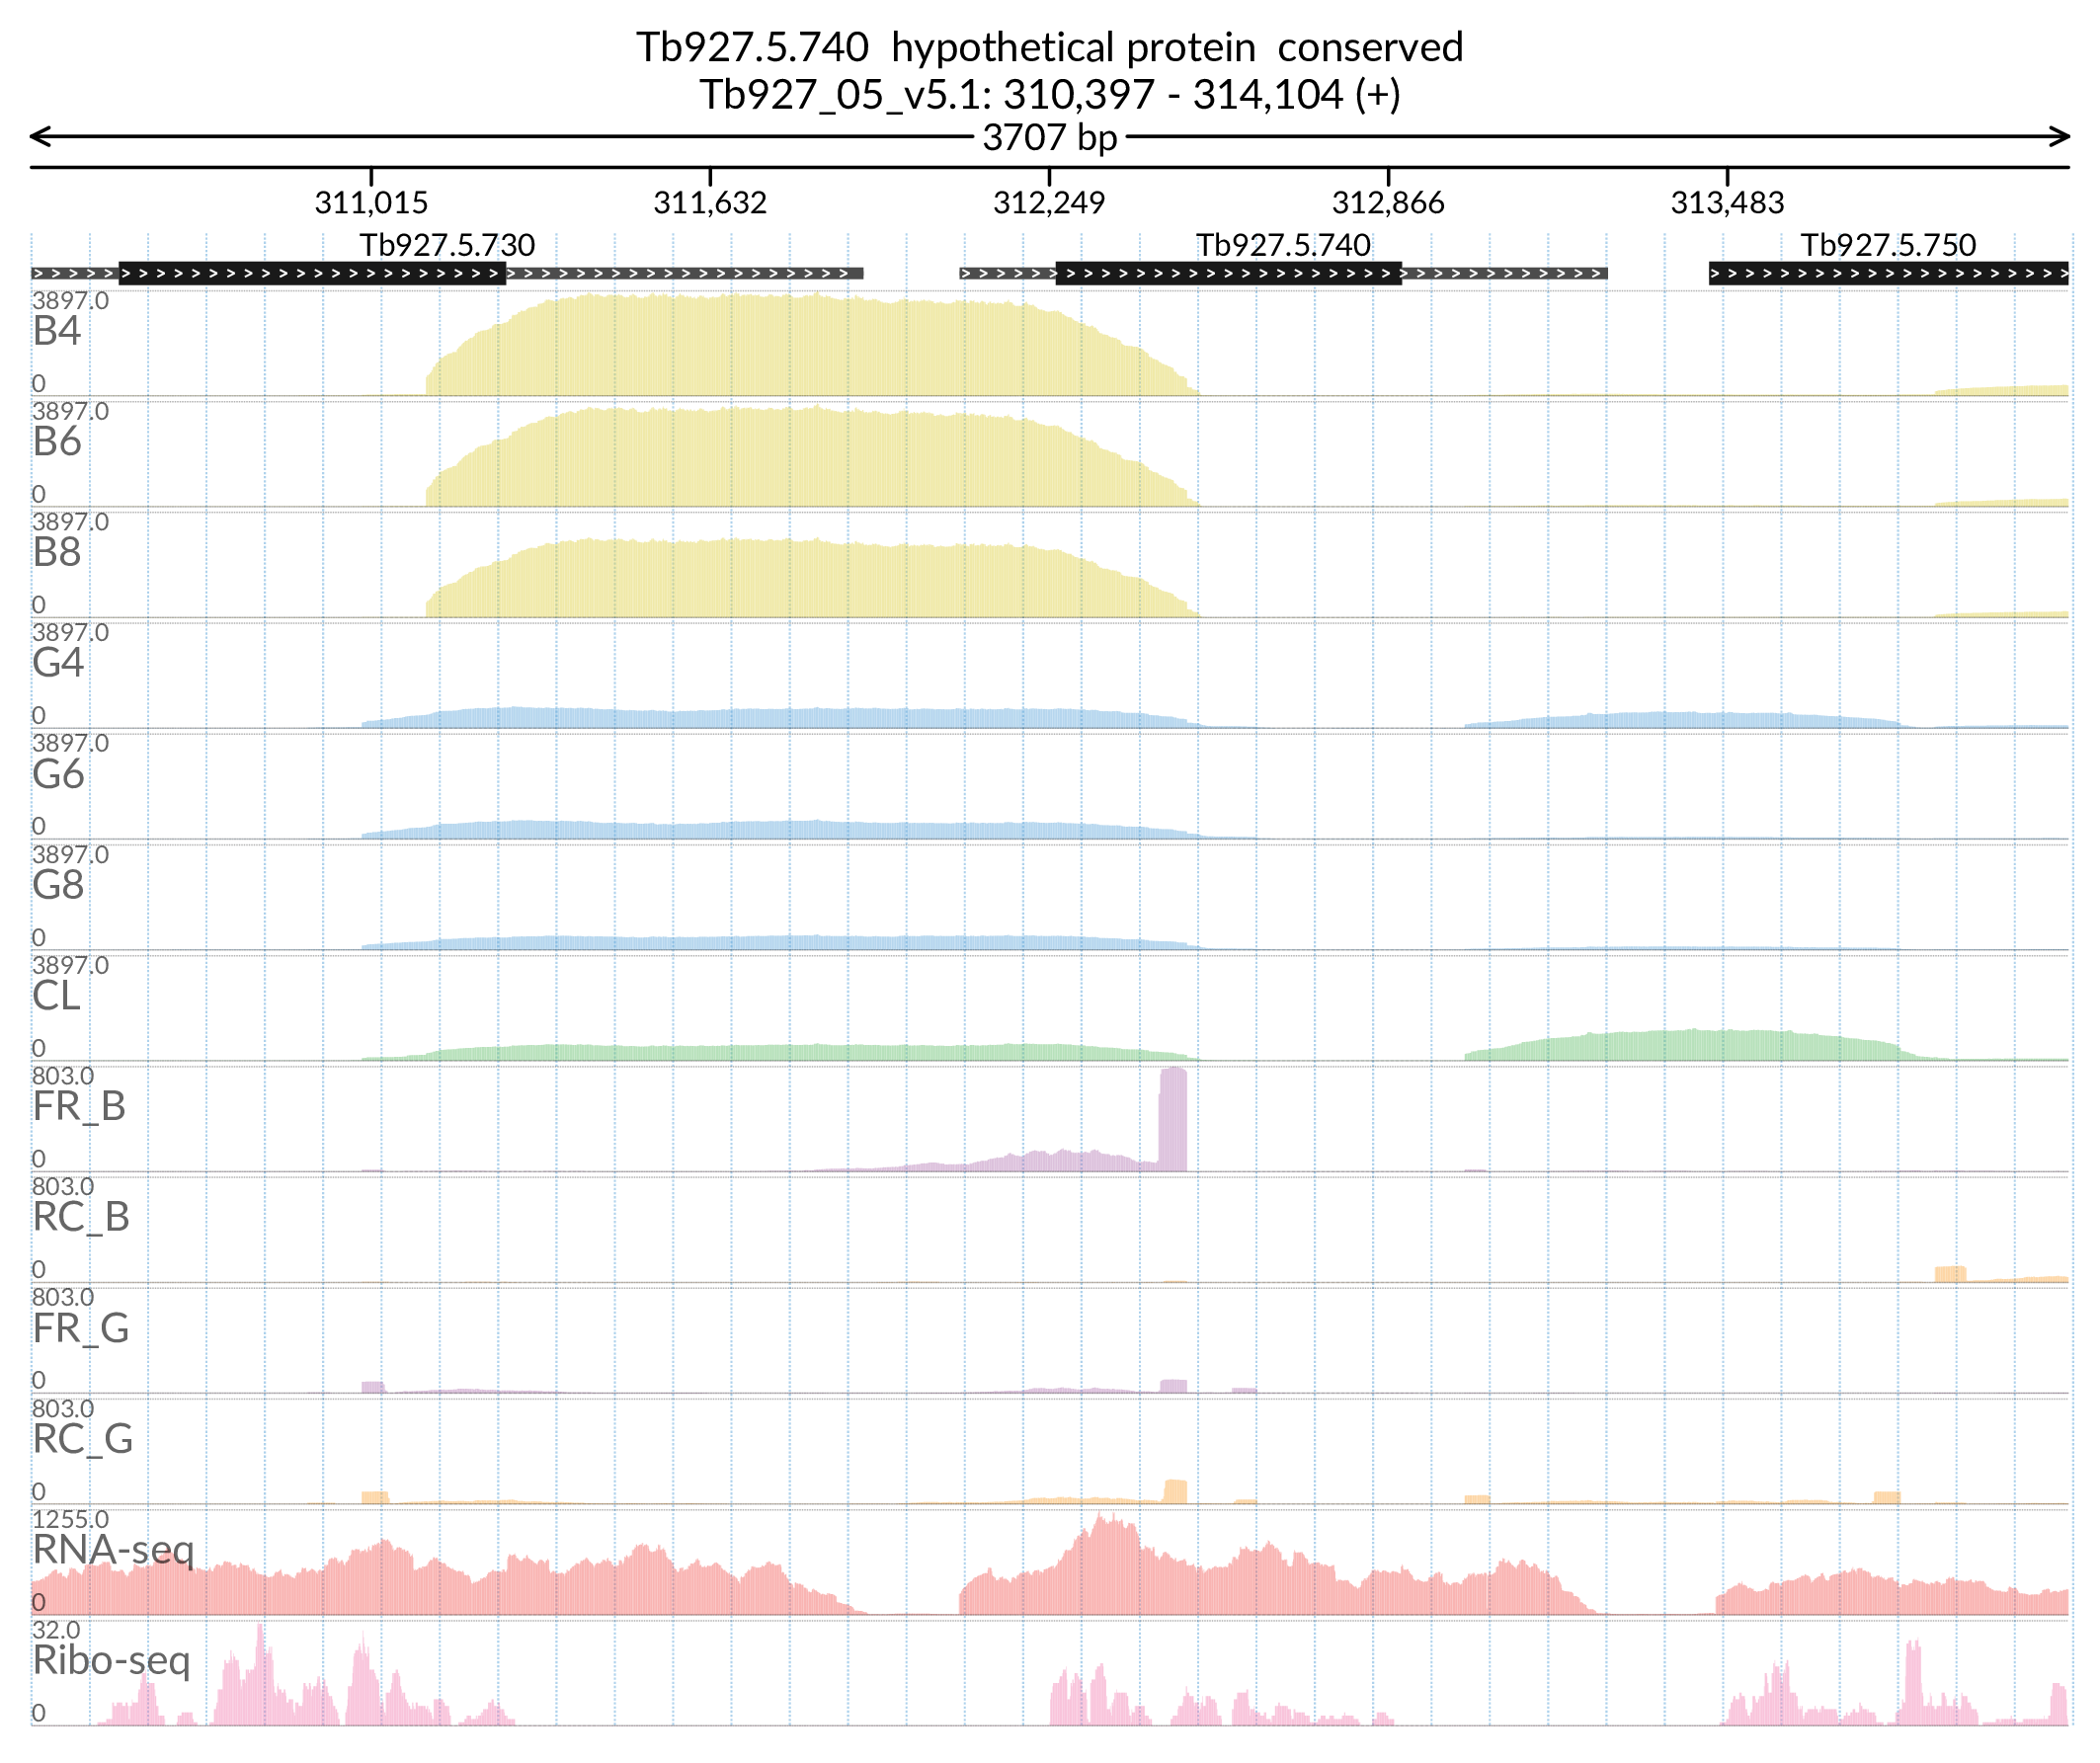 Tb927.5.740  hypothetical protein  conserved
Tb927_05_v5.1: 310,397 - 314,104 (+)
3707 bp
311,015 311,632 312,249 312,866 313,483
Tb927.5.730 Tb927.5.740 Tb927.5.750
3897.0
B4
0
3897.0
B6
0
3897.0
B8
0
3897.0
G4
0
3897.0
G6
0
3897.0
G8
0
3897.0
CL
0
803.0
FR_B
0
803.0
RC_B
0
803.0
FR_G
0
803.0
RC_G
0
1255.0
RNA-seq
0
32.0
Ribo-seq
0